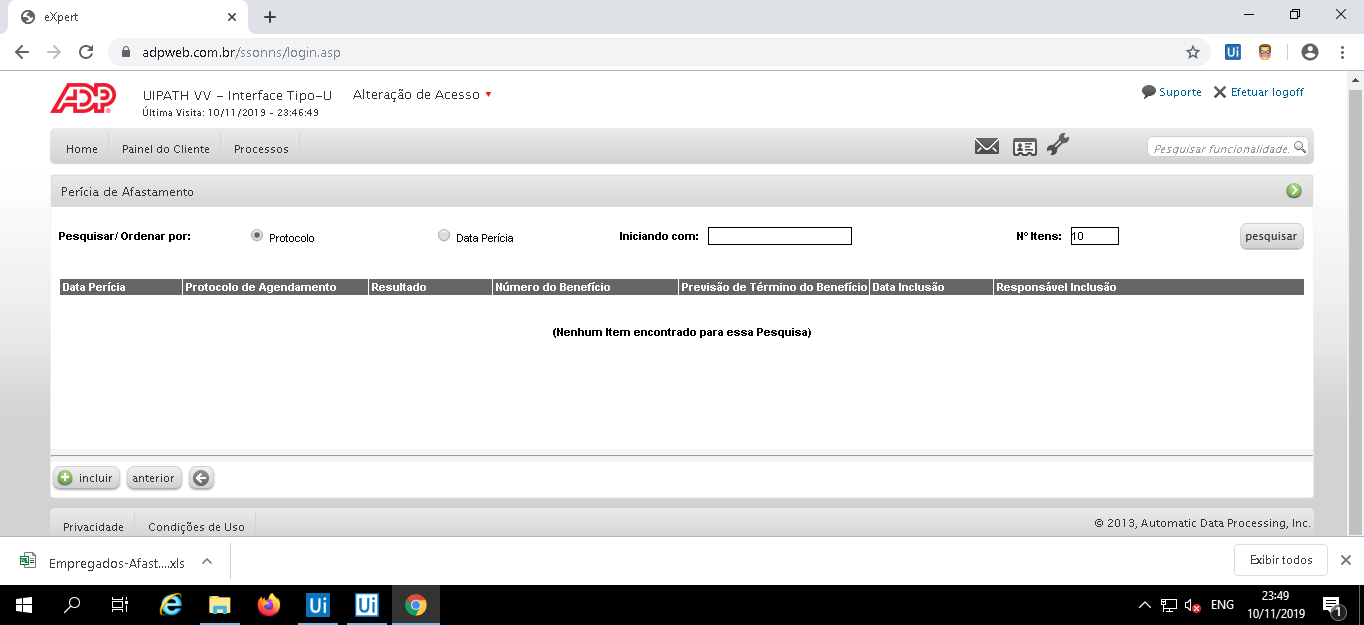 eXpert
adpweb.com.br/ssonns/login.asp
Ui
ADP
UIPATH VV - Interface Tipo-U
Alteração de Acesso
Última Visita: 10/11/2019 - 23:46:49
Suporte
Efetuar logoff
Home
Painel do Cliente
Processos
Pesquisar funcionalidade.
Perícia de Afastamento
Pesquisar/ Ordenar por:
Protocolo
Data Perícia
Iniciando com:
Nº Itens:
10
pesquisar
Data Perícia
Protocolo de Agendamento
Resultado
Número do Benefício
Previsão de Término do Benefício
Data Inclusão
Responsável Inclusão
(Nenhum Item encontrado para essa Pesquisa)
incluir
anterior
Privacidade
Condições de Uso
© 2013, Automatic Data Processing, Inc.
Empregados-Afast....xls
Exibir todos
Ui
Ui
ENG
23:49
10/11/2019
1